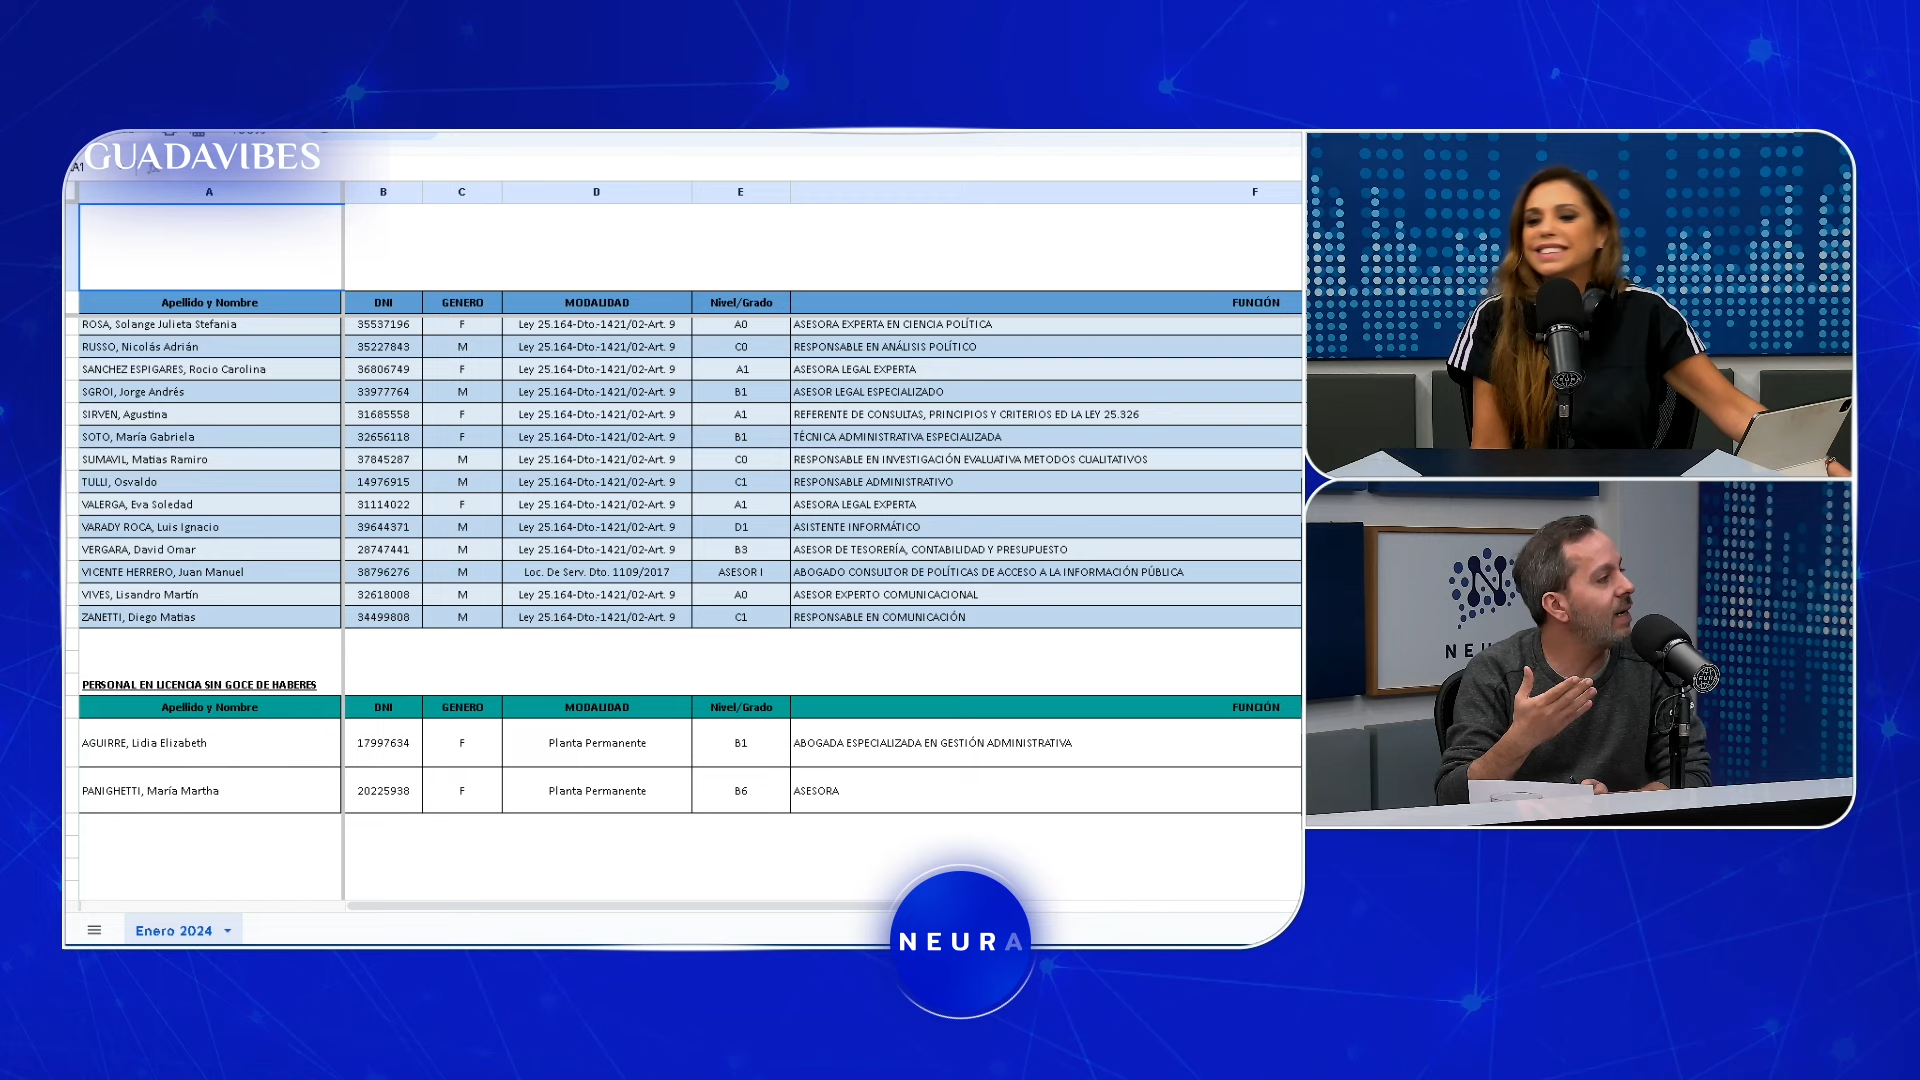 GUADAVIBES
A1
A B C D E F
Apellido y Nombre DNI GENERO MODALIDAD Nivel/Grado FUNCIÓN
ROSA, Solange Julieta Stefania 35537196 F Ley 25.164-Dto.-1421/02-Art. 9 A0 ASESORA EXPERTA EN CIENCIA POLÍTICA
RUSSO, Nicolás Adrián 35227843 M Ley 25.164-Dto.-1421/02-Art. 9 C0 RESPONSABLE EN ANÁLISIS POLÍTICO
SANCHEZ ESPIGARES, Rocio Carolina 36806749 F Ley 25.164-Dto.-1421/02-Art. 9 A1 ASESORA LEGAL EXPERTA
SGROI, Jorge Andrés 33977764 M Ley 25.164-Dto.-1421/02-Art. 9 B1 ASESOR LEGAL ESPECIALIZADO
SIRVEN, Agustina 31685558 F Ley 25.164-Dto.-1421/02-Art. 9 A1 REFERENTE DE CONSULTAS, PRINCIPIOS Y CRITERIOS ED LA LEY 25.326
SOTO, María Gabriela 32656118 F Ley 25.164-Dto.-1421/02-Art. 9 B1 TÉCNICA ADMINISTRATIVA ESPECIALIZADA
SUMAVIL, Matias Ramiro 37845287 M Ley 25.164-Dto.-1421/02-Art. 9 C0 RESPONSABLE EN INVESTIGACIÓN EVALUATIVA METODOS CUALITATIVOS
TULLI, Osvaldo 14976915 M Ley 25.164-Dto.-1421/02-Art. 9 C1 RESPONSABLE ADMINISTRATIVO
VALERGA, Eva Soledad 31114022 F Ley 25.164-Dto.-1421/02-Art. 9 A1 ASESORA LEGAL EXPERTA
VARADY ROCA, Luis Ignacio 39644371 M Ley 25.164-Dto.-1421/02-Art. 9 D1 ASISTENTE INFORMÁTICO
VERGARA, David Omar 28747441 M Ley 25.164-Dto.-1421/02-Art. 9 B3 ASESOR DE TESORERÍA, CONTABILIDAD Y PRESUPUESTO
VICENTE HERRERO, Juan Manuel 38796276 M Loc. De Serv. Dto. 1109/2017 ASESOR I ABOGADO CONSULTOR DE POLÍTICAS DE ACCESO A LA INFORMACIÓN PÚBLICA
VIVES, Lisandro Martín 32618008 M Ley 25.164-Dto.-1421/02-Art. 9 A0 ASESOR EXPERTO COMUNICACIONAL
ZANETTI, Diego Matias 34499808 M Ley 25.164-Dto.-1421/02-Art. 9 C1 RESPONSABLE EN COMUNICACIÓN
PERSONAL EN LICENCIA SIN GOCE DE HABERES
Apellido y Nombre DNI GENERO MODALIDAD Nivel/Grado FUNCIÓN
AGUIRRE, Lidia Elizabeth 17997634 F Planta Permanente B1 ABOGADA ESPECIALIZADA EN GESTIÓN ADMINISTRATIVA
PANIGHETTI, María Martha 20225938 F Planta Permanente B6 ASESORA
Enero 2024
NEURA
N